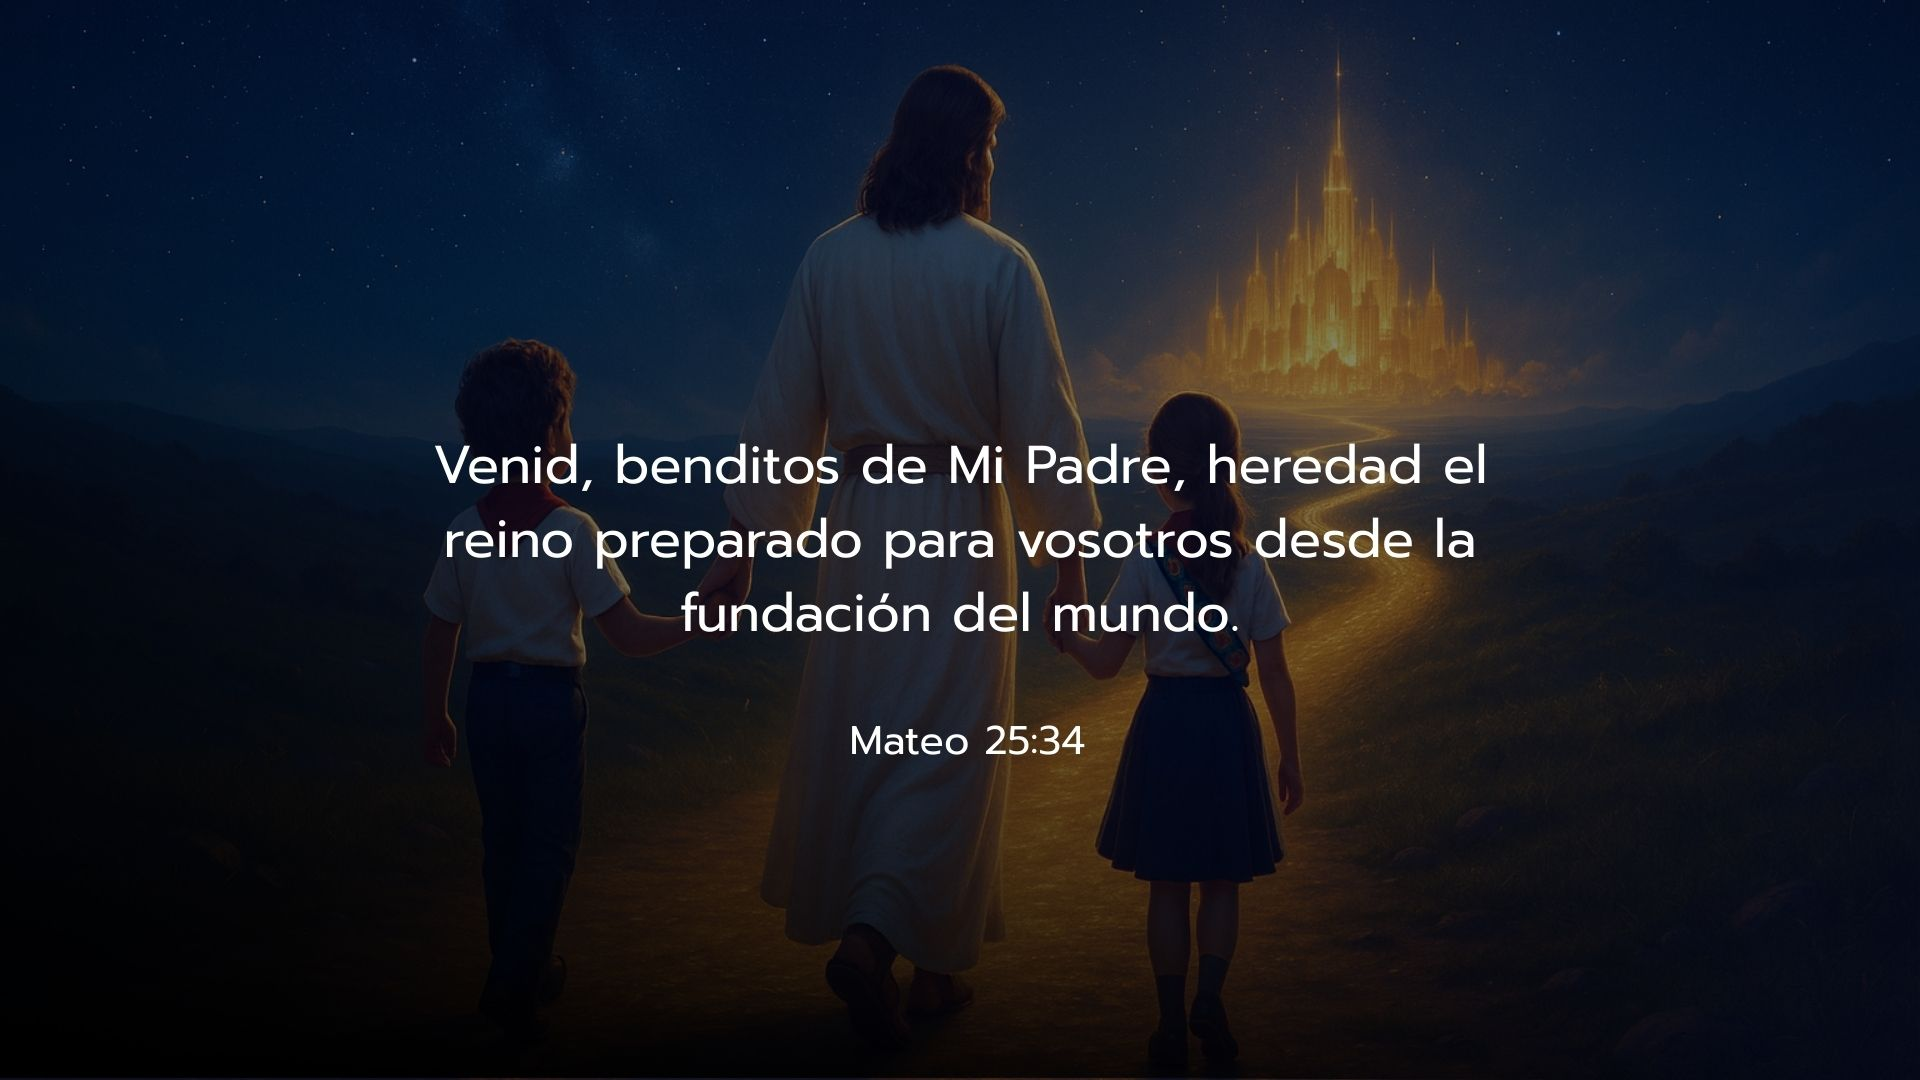 Venid, benditos de Mi Padre, heredad el
reino preparado para vosotros desde la
fundación del mundo.
Mateo 25:34